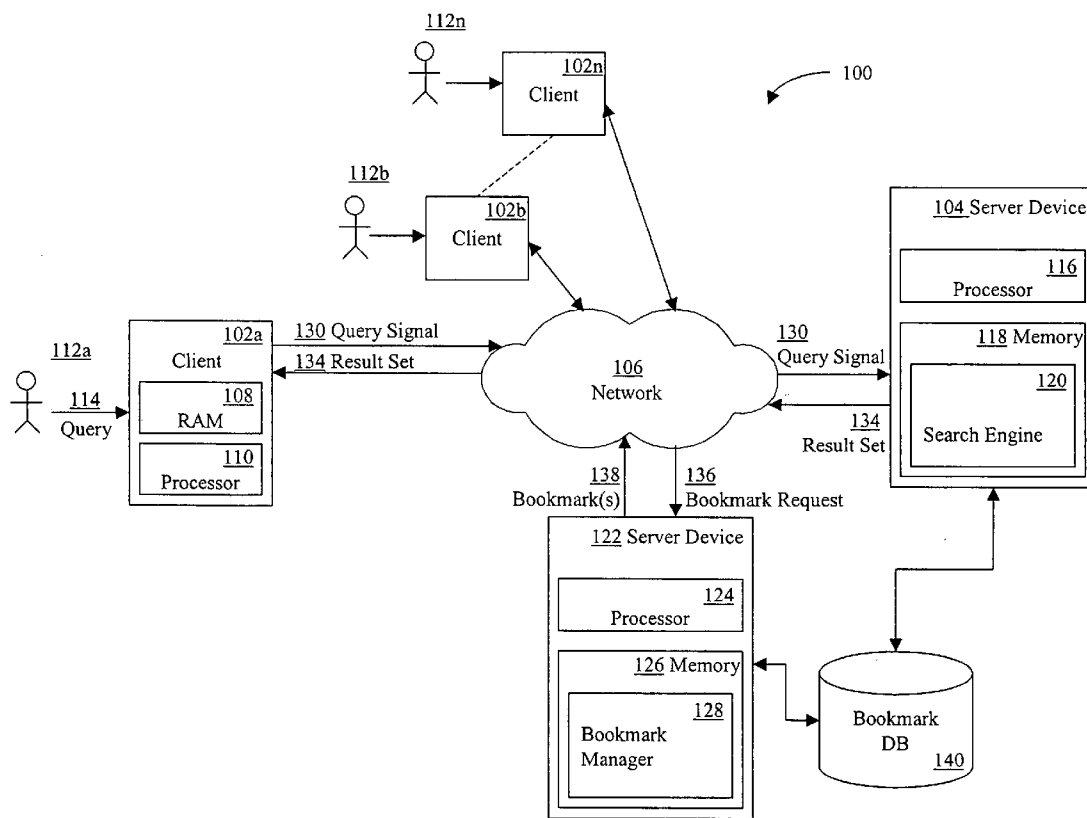 112n
102n
Client
100
112b
102b
Client
104 Server Device
116
Processor
118 Memory
120
Search Engine
112a
114
Query
102a
Client
108
RAM
110
Processor
130 Query Signal
134 Result Set
106
Network
130
Query Signal
134
Result Set
138
Bookmark(s)
136
Bookmark Request
122 Server Device
124
Processor
126 Memory
128
Bookmark
Manager
Bookmark
DB
140